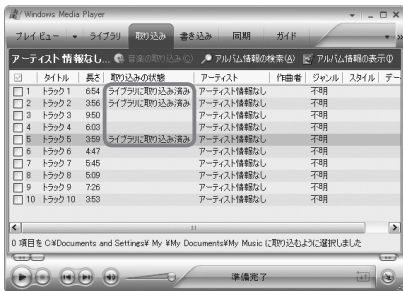 Windows Media Player
プレイ ビュー ライブラリ 取り込み 書き込み 同期 ガイド
アーティスト情報なし... 音楽の取り込み(C) アルバム情報の検索(A) アルバム情報の表示(I)
タイトル 長さ 取り込みの状態 アーティスト 作曲者 ジャンル スタイル デー
1 トラック 1 6:54 ライブラリに取り込み済み アーティスト情報なし 不明
2 トラック 2 3:56 ライブラリに取り込み済み アーティスト情報なし 不明
3 トラック 3 9:50 アーティスト情報なし 不明
4 トラック 4 6:03 アーティスト情報なし 不明
5 トラック 5 3:59 ライブラリに取り込み済み アーティスト情報なし 不明
6 トラック 6 4:47 アーティスト情報なし 不明
7 トラック 7 5:45 アーティスト情報なし 不明
8 トラック 8 5:09 アーティスト情報なし 不明
9 トラック 9 7:26 アーティスト情報なし 不明
10 トラック 10 3:53 アーティスト情報なし 不明
0 項目を C:¥Documents and Settings¥ My ¥My Documents¥My Music に取り込むように選択しました
準備完了